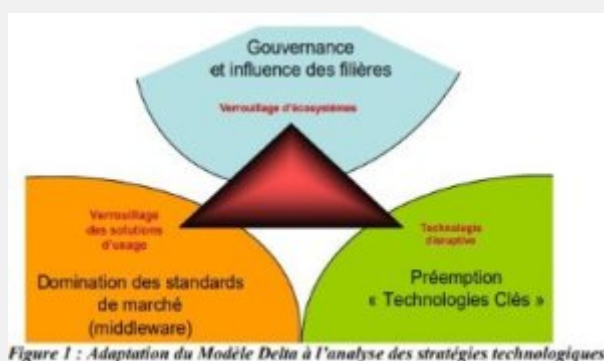 Gouvernance
et influence des filières
Verrouillage d'écosystèmes
Verrouillage
des solutions
d'usage
Technologie
disruptive
Domination des standards
de marché
(middleware)
Préemption
« Technologies Clés »
Figure 1 : Adaptation du Modèle Delta à l'analyse des stratégies technologiques